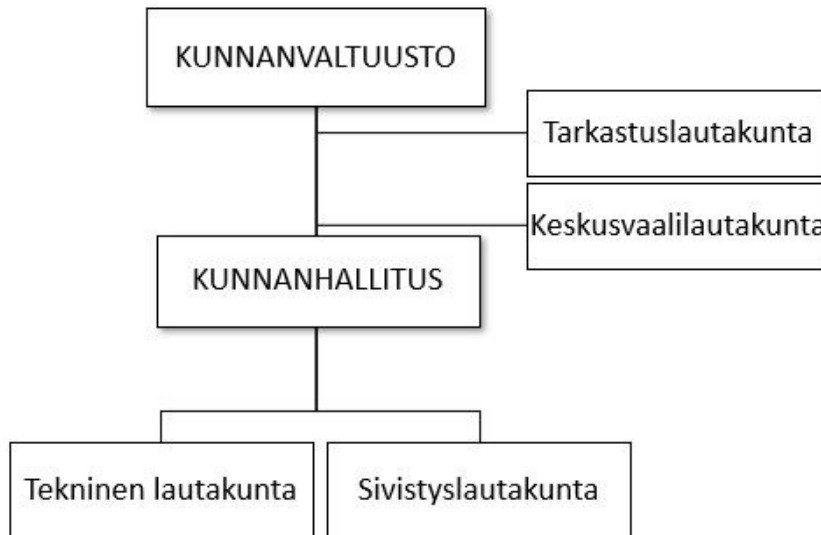 KUNNANVALTUUSTO
Tarkastuslautakunta
Keskusvaalilautakunta
KUNNANHALLITUS
Tekninen lautakunta
Sivistyslautakunta